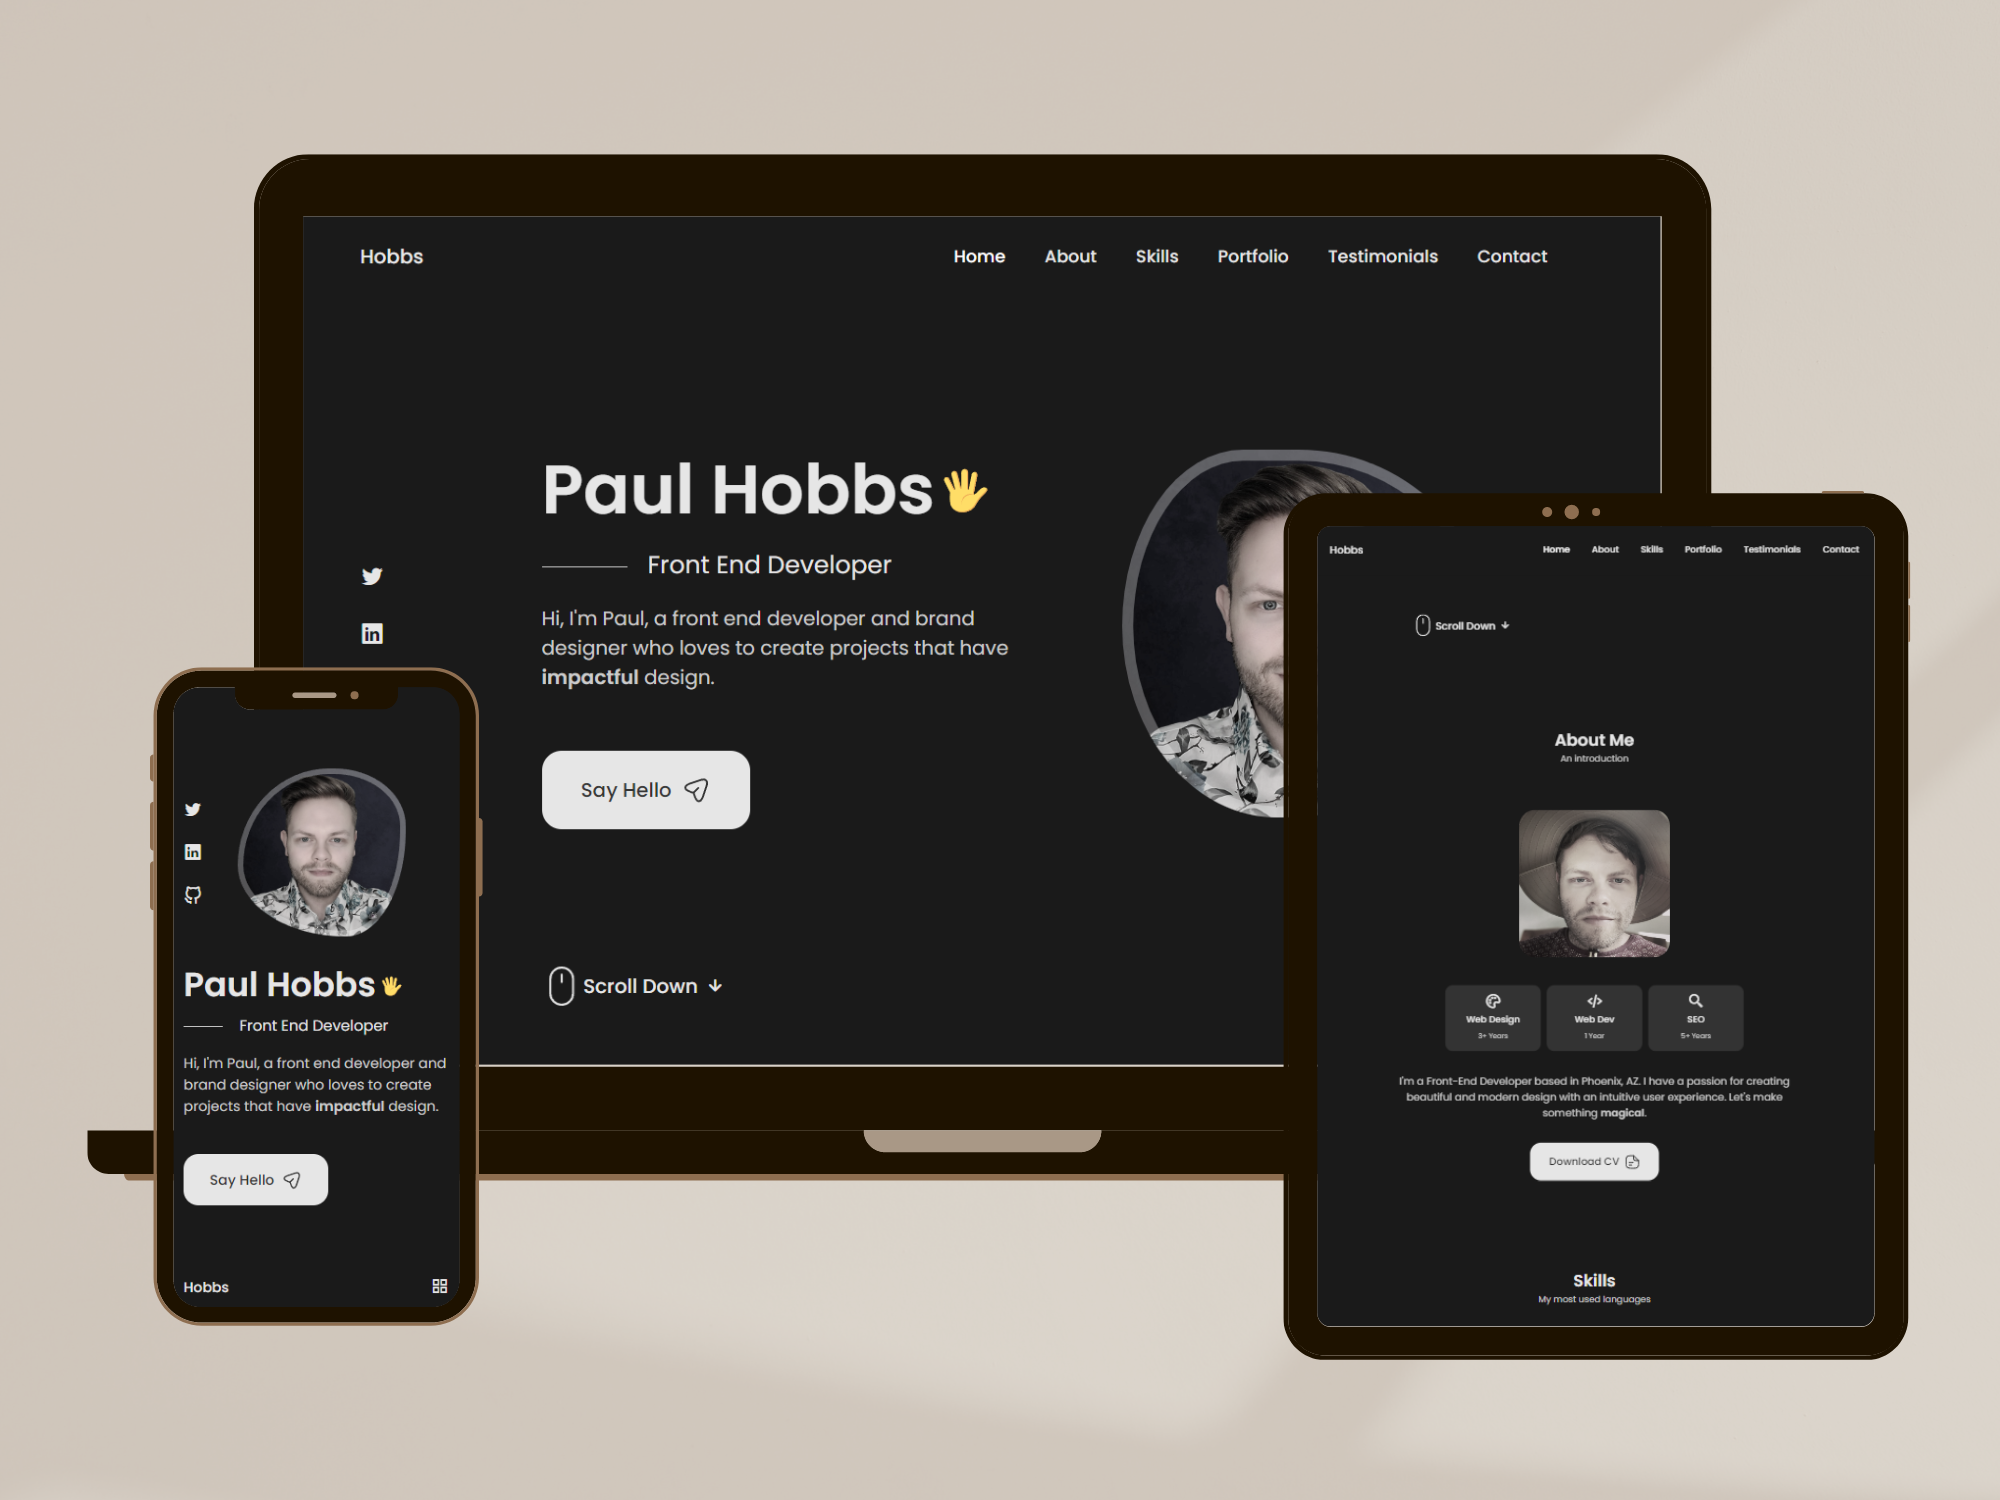 Hobbs
Home About Skills Portfolio Testimonials Contact
Paul Hobbs
Front End Developer
Hi, I'm Paul, a front end developer and brand
designer who loves to create projects that have
impactful design.
Say Hello
Scroll Down
in
Paul Hobbs
Front End Developer
Hi, I'm Paul, a front end developer and
brand designer who loves to create
projects that have impactful design.
Say Hello
Hobbs
in
Hobbs
Home About Skills Portfolio Testimonials Contact
Scroll Down
About Me
An introduction
Web Design
3+ Years
Web Dev
1 Year
SEO
5+ Years
I'm a Front-End Developer based in Phoenix, AZ. I have a passion for creating
beautiful and modern design with an intuitive user experience. Let's make
something magical.
Download CV
Skills
My most used languages